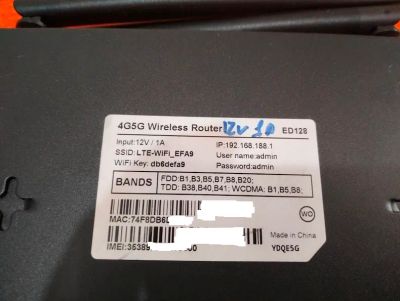 4G5G Wireless Router 12V 1A ED128
Input:12V / 1A IP:192.168.188.1
SSID: LTE-WiFi_EFA9 User name:admin
WiFi Key: db6defa9 Password:admin
BANDS FDD:B1,B3,B5,B7,B8,B20;
TDD: B38,B40,B41; WCDMA: B1,B5,B8;
MAC:74F8DB6
WO
Made in China
IMEI:35389 00 YDQE5G